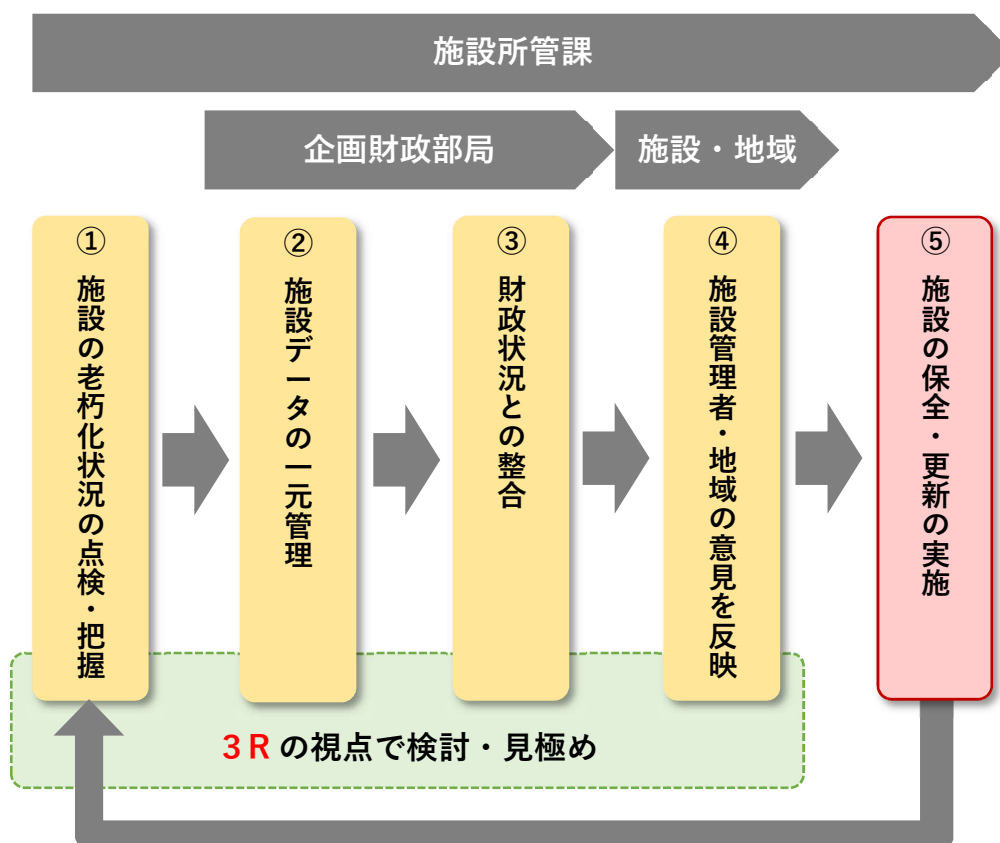 施設所管課
企画財政部局
施設・地域
①
施設の老朽化状況の点検・把握
②
施設データの一元管理
③
財政状況との整合
④
施設管理者・地域の意見を反映
⑤
施設の保全・更新の実施
3Rの視点で検討・見極め